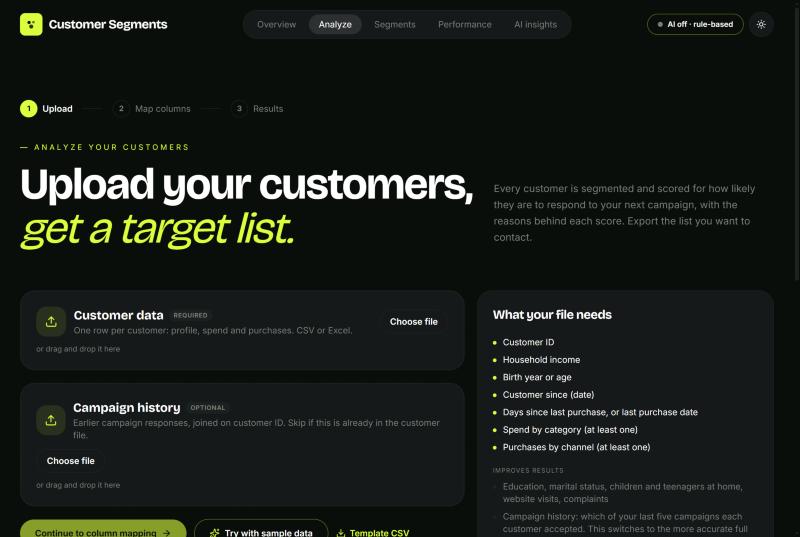 Customer Segments
Overview
Analyze
Segments
Performance
AI insights
AI off · rule-based
1 Upload
2 Map columns
3 Results
— ANALYZE YOUR CUSTOMERS
Upload your customers,
get a target list.
Every customer is segmented and scored for how likely
they are to respond to your next campaign, with the
reasons behind each score. Export the list you want to
contact.
Customer data REQUIRED
One row per customer: profile, spend and purchases. CSV or Excel.
Choose file
or drag and drop it here
Campaign history OPTIONAL
Earlier campaign responses, joined on customer ID. Skip if this is already in the customer
file.
Choose file
or drag and drop it here
Continue to column mapping →
Try with sample data
Template CSV
What your file needs
Customer ID
Household income
Birth year or age
Customer since (date)
Days since last purchase, or last purchase date
Spend by category (at least one)
Purchases by channel (at least one)
IMPROVES RESULTS
Education, marital status, children and teenagers at home,
website visits, complaints
Campaign history: which of your last five campaigns each
customer accepted. This switches to the more accurate full